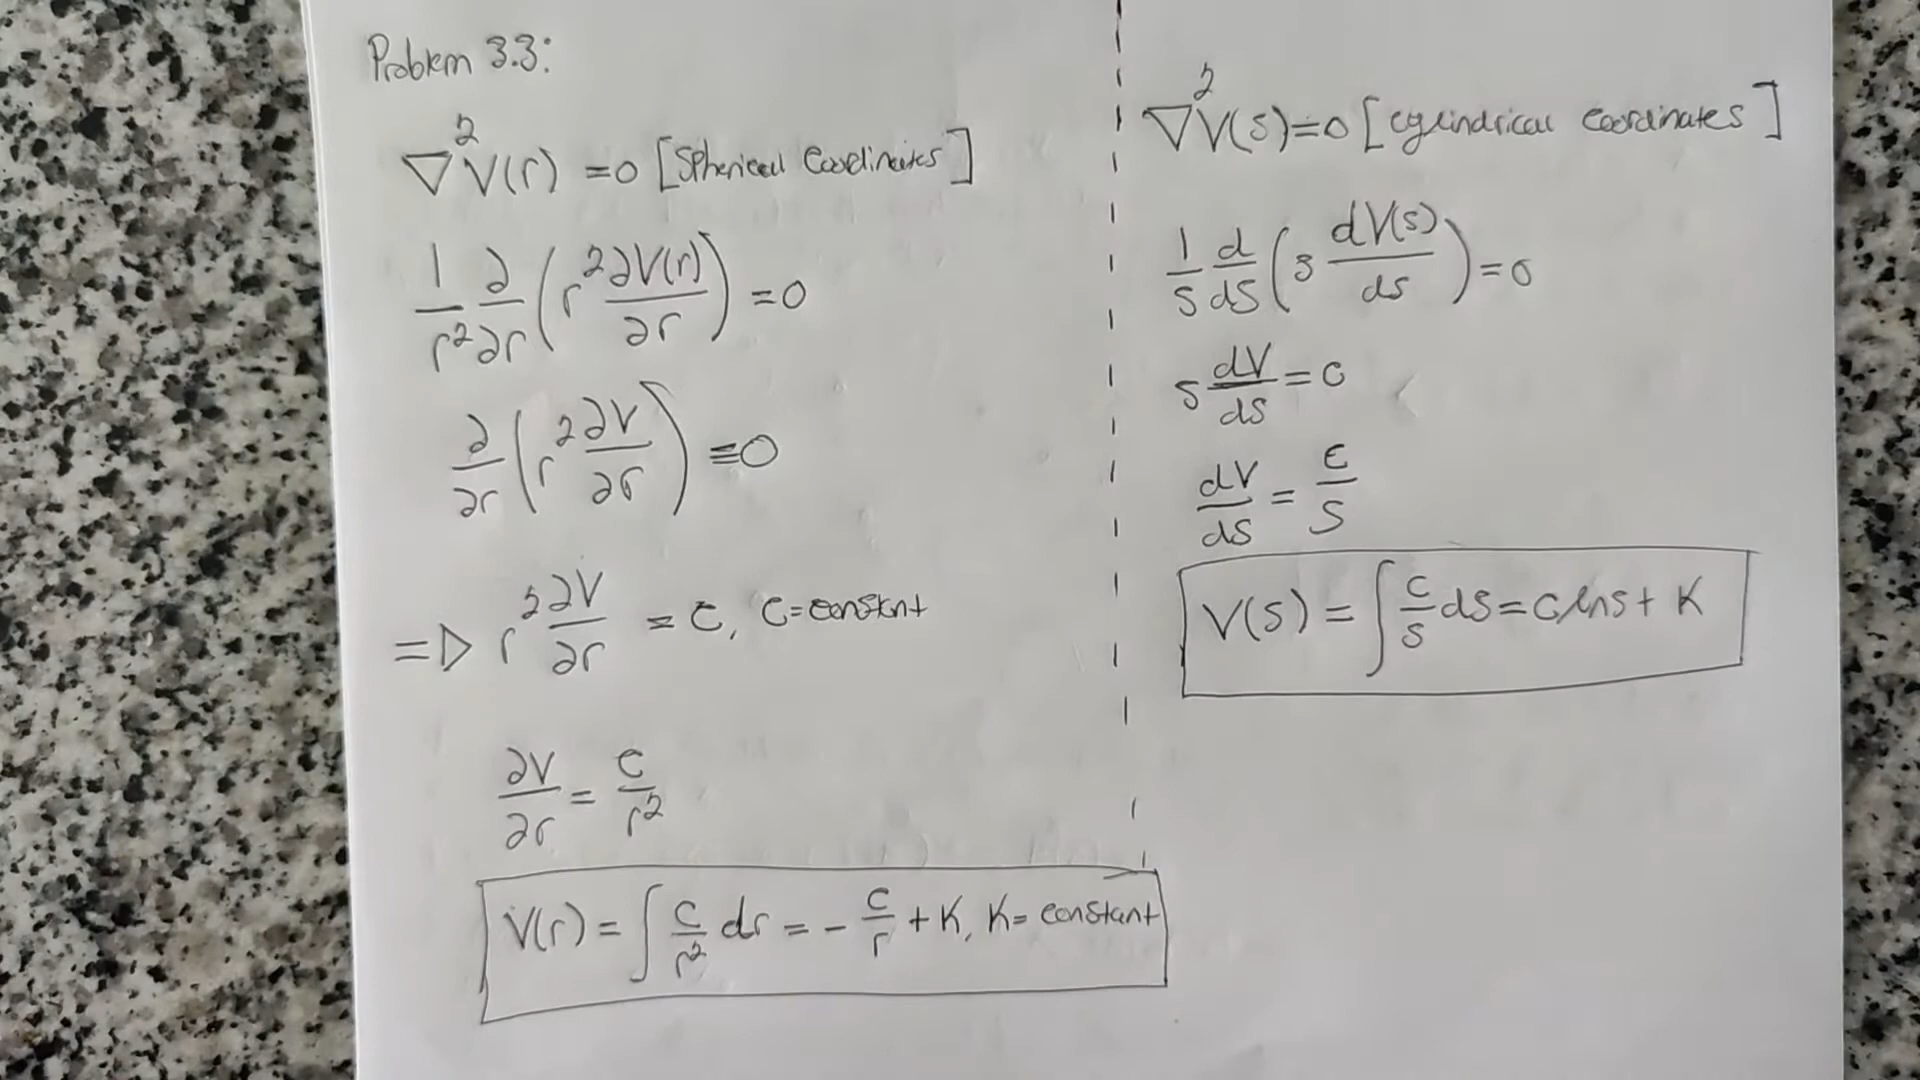 Problem 3.3:
∇²V(r) = 0 [Spherical Coordinates]
1/r² ∂/∂r (r² ∂V(r)/∂r) = 0
∂/∂r (r² ∂V/∂r) = 0
=> r² ∂V/∂r = c, c = constant
∂V/∂r = c/r²
V(r) = ∫ c/r² dr = - c/r + K, K = constant
∇²V(s) = 0 [cylindrical coordinates]
1/s d/ds (s dV(s)/ds) = 0
s dV/ds = c
dV/ds = c/s
V(s) = ∫ c/s ds = c ln s + K